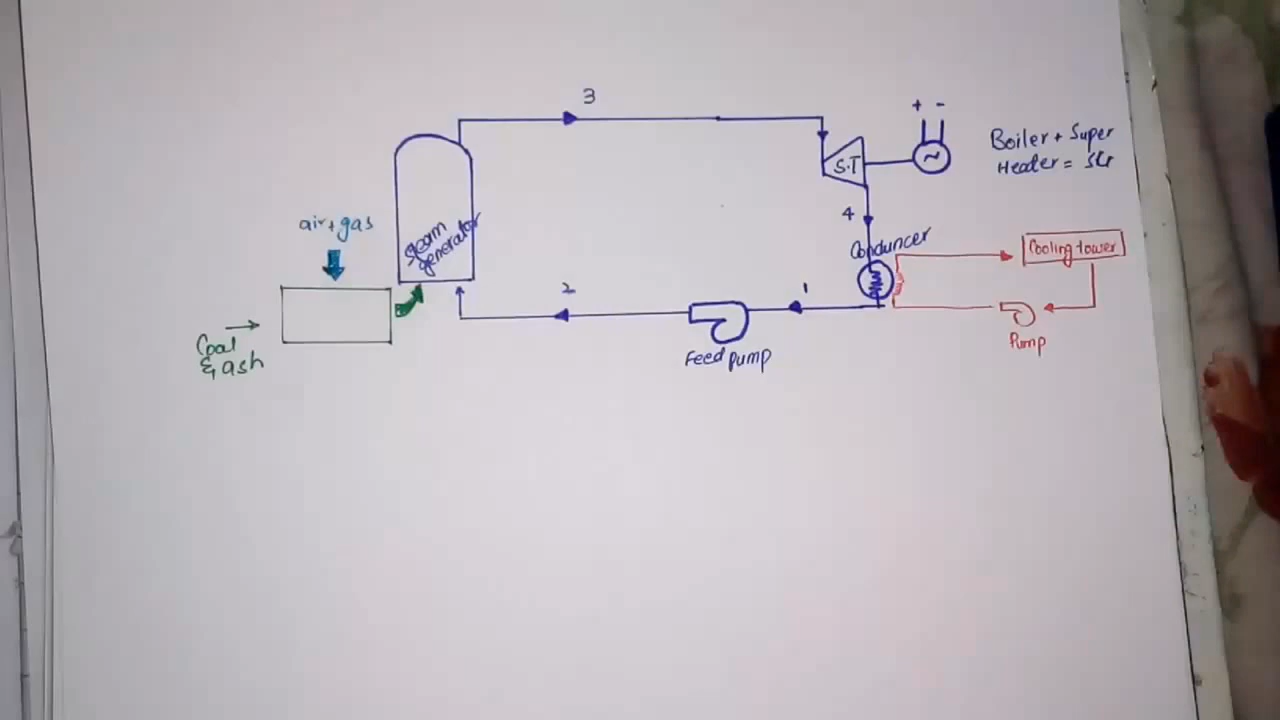 3
+ -
Boiler + Super
Heater = SG
S.T
~
4
air+gas
Steam
generator
Conduncer
Cooling tower
2
1
Coal
& ash
Feed pump
Pump